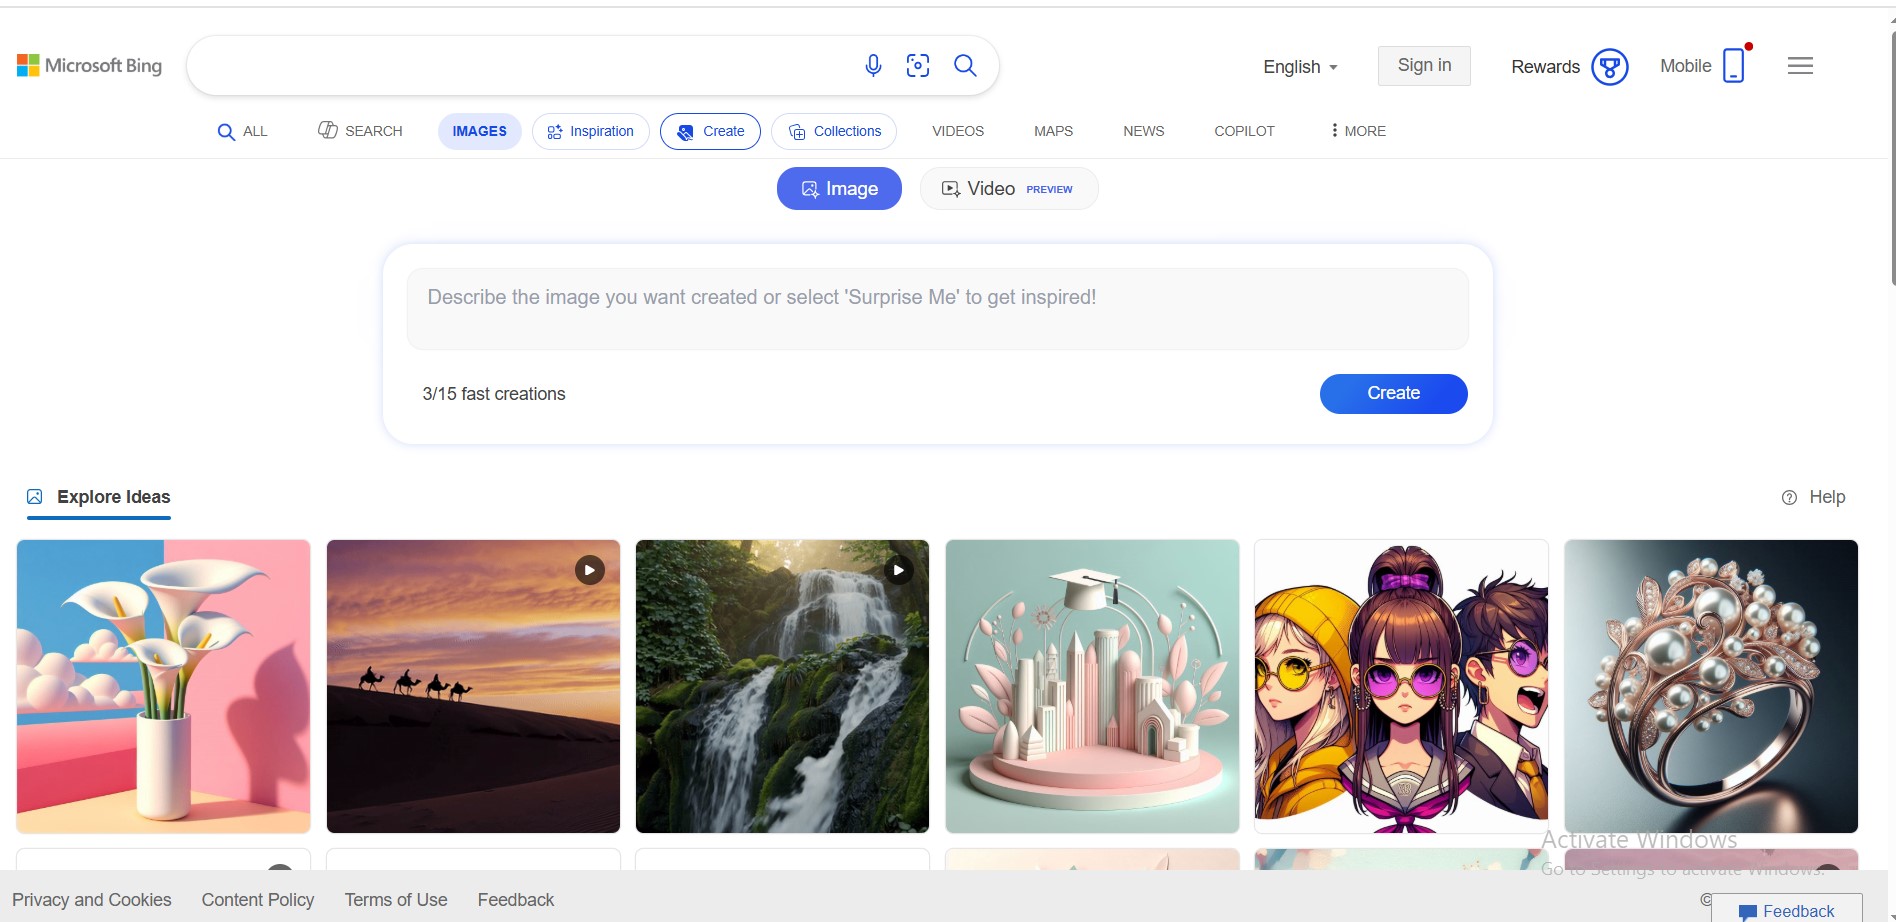 Microsoft Bing
English
Sign in
Rewards
Mobile
ALL
SEARCH
IMAGES
Inspiration
Create
Collections
VIDEOS
MAPS
NEWS
COPILOT
MORE
Image
Video PREVIEW
Describe the image you want created or select 'Surprise Me' to get inspired!
3/15 fast creations
Create
Explore Ideas
Help
Activate Windows
Go to Settings to activate Windows.
Privacy and Cookies
Content Policy
Terms of Use
Feedback
©
Feedback